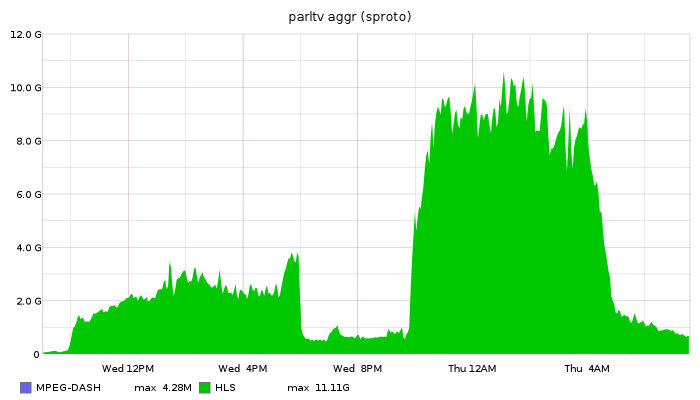 parltv aggr (sproto)
12.0 G
10.0 G
8.0 G
6.0 G
4.0 G
2.0 G
0
Wed 12PM Wed 4PM Wed 8PM Thu 12AM Thu 4AM
MPEG-DASH max 4.28M HLS max 11.11G